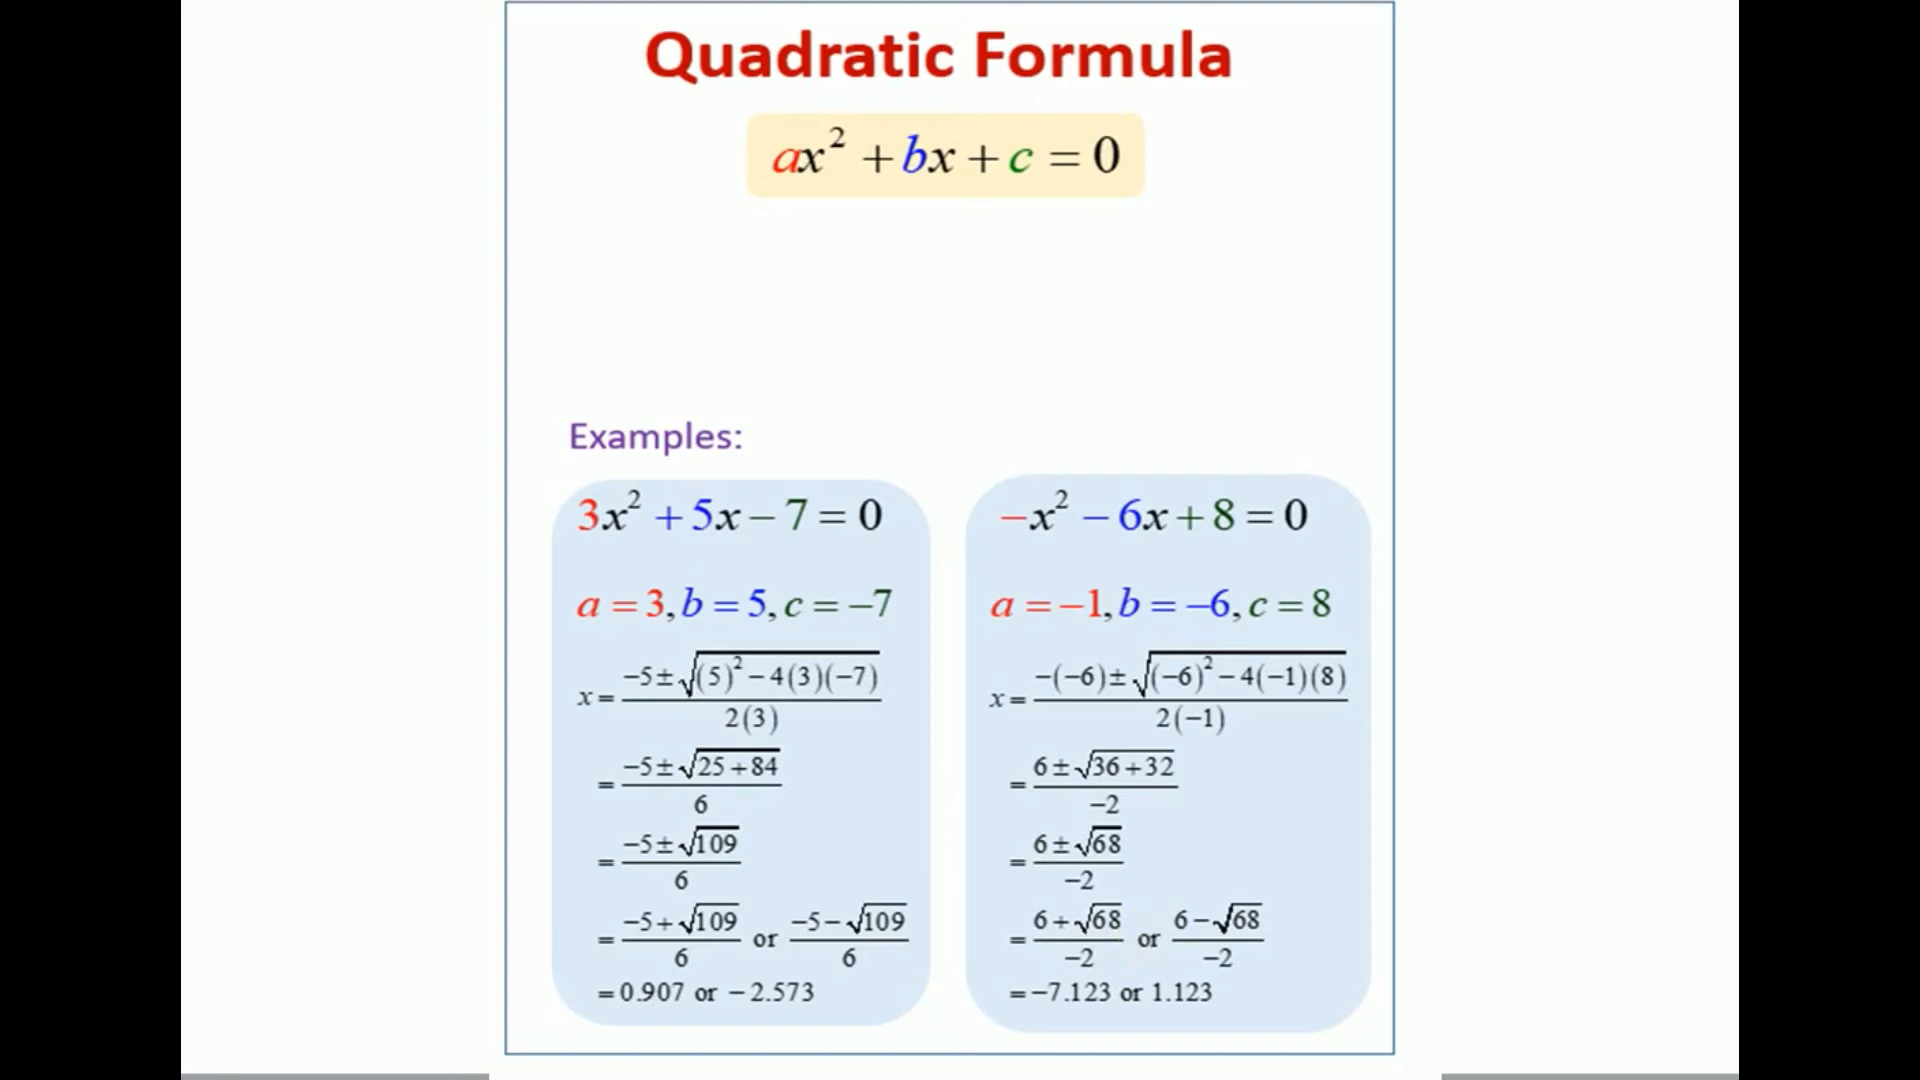 Quadratic Formula
ax² + bx + c = 0
Examples:
3x² + 5x − 7 = 0
a = 3, b = 5, c = −7
x = (−5 ± √((5)² − 4(3)(−7))) / 2(3)
= (−5 ± √(25 + 84)) / 6
= (−5 ± √109) / 6
= (−5 + √109) / 6 or (−5 − √109) / 6
= 0.907 or − 2.573
−x² − 6x + 8 = 0
a = −1, b = −6, c = 8
x = (−(−6) ± √((−6)² − 4(−1)(8))) / 2(−1)
= (6 ± √(36 + 32)) / −2
= (6 ± √68) / −2
= (6 + √68) / −2 or (6 − √68) / −2
= −7.123 or 1.123